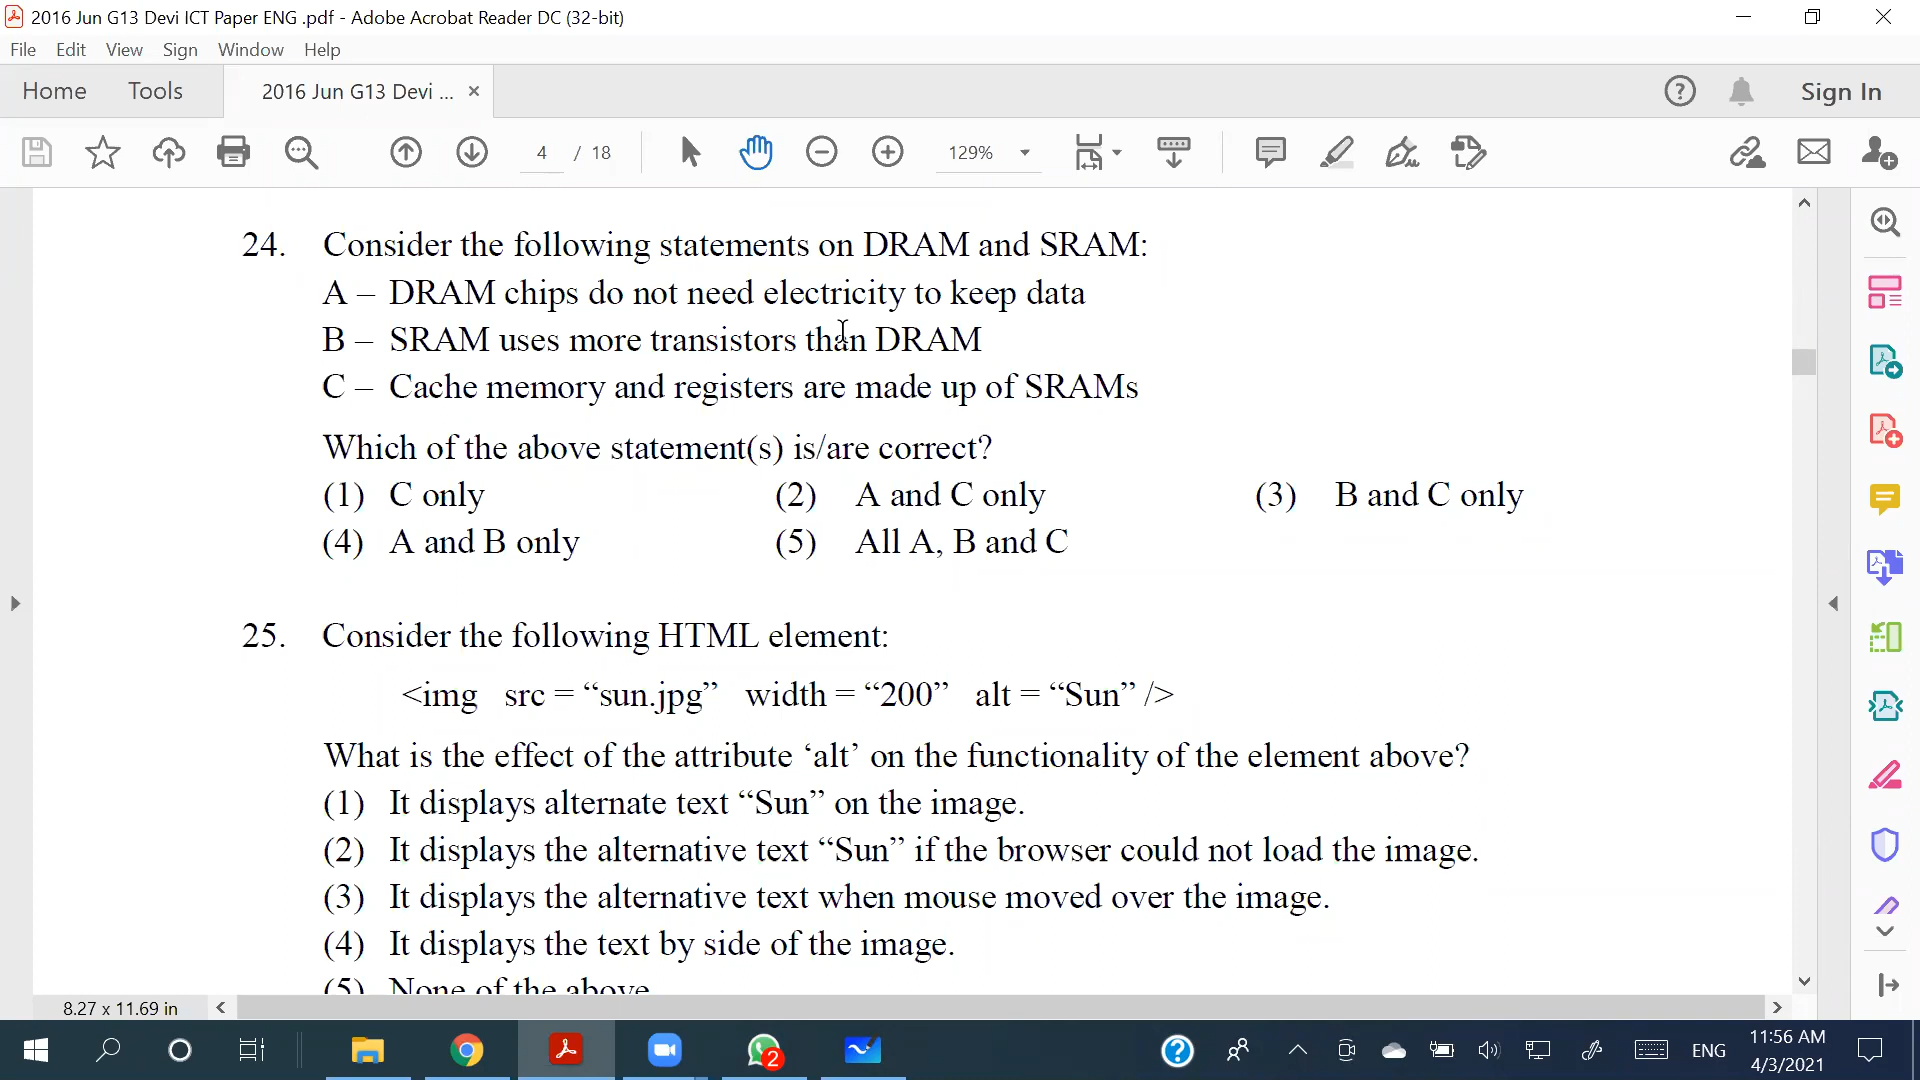 2016 Jun G13 Devi ICT Paper ENG .pdf - Adobe Acrobat Reader DC (32-bit)
File Edit View Sign Window Help
Home Tools 2016 Jun G13 Devi ... × Sign In
4 / 18 129%
24. Consider the following statements on DRAM and SRAM:
A – DRAM chips do not need electricity to keep data
B – SRAM uses more transistors than DRAM
C – Cache memory and registers are made up of SRAMs
Which of the above statement(s) is/are correct?
(1) C only (2) A and C only (3) B and C only
(4) A and B only (5) All A, B and C
25. Consider the following HTML element:
<img src = “sun.jpg” width = “200” alt = “Sun” />
What is the effect of the attribute ‘alt’ on the functionality of the element above?
(1) It displays alternate text “Sun” on the image.
(2) It displays the alternative text “Sun” if the browser could not load the image.
(3) It displays the alternative text when mouse moved over the image.
(4) It displays the text by side of the image.
(5) None of the above
8.27 x 11.69 in
2
ENG
11:56 AM
4/3/2021